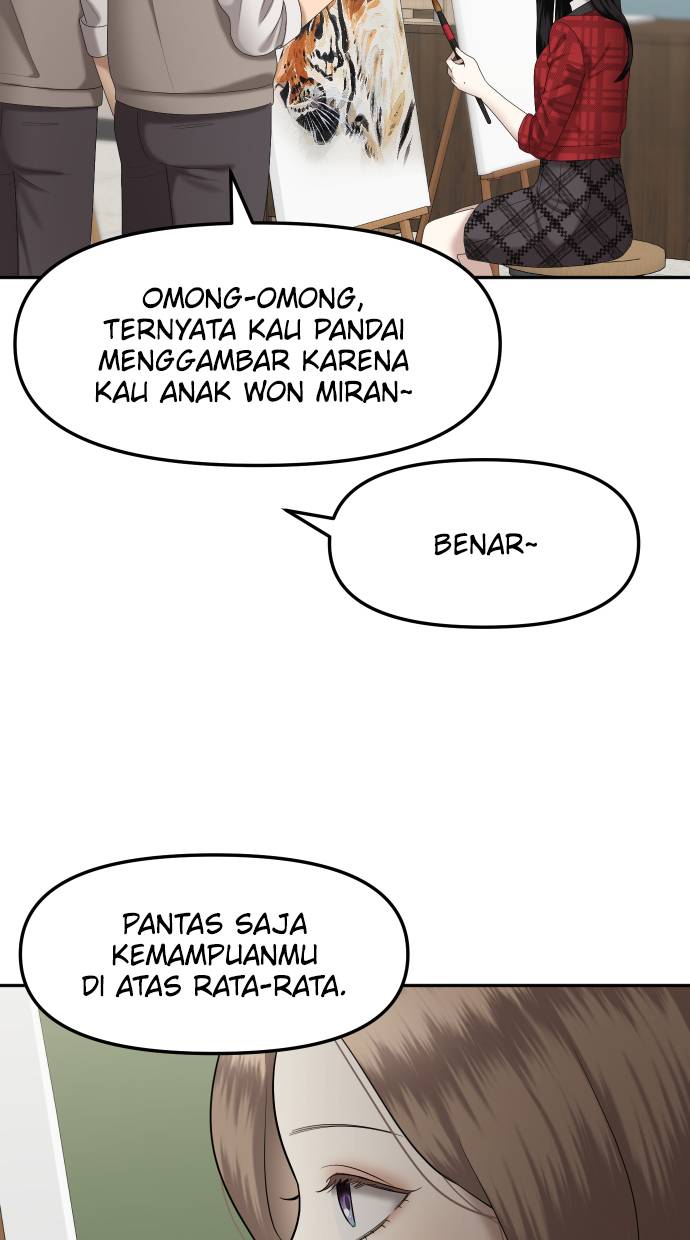 OMONG-OMONG,
TERNYATA KAU PANDAI
MENGGAMBAR KARENA
KAU ANAK WON MIRAN~
BENAR~
PANTAS SAJA
KEMAMPUANMU
DI ATAS RATA-RATA.